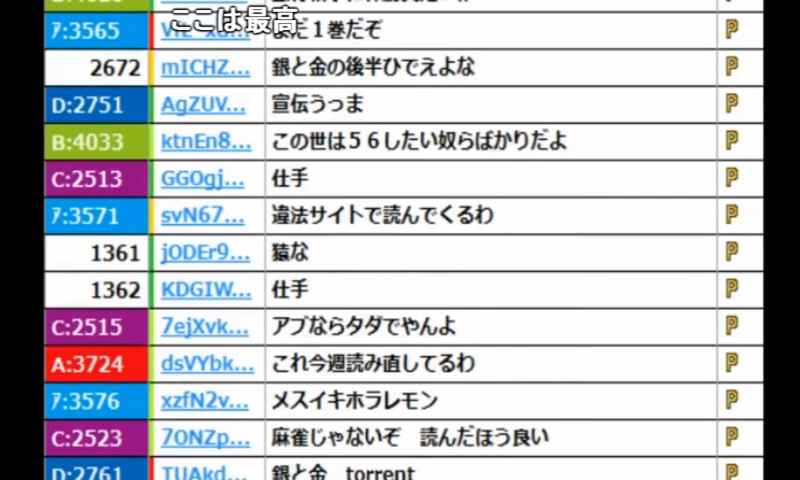 ここは最高
ｱ:3565 まだ１巻だぞ P
2672 mICHZ... 銀と金の後半ひでえよな P
D:2751 AgZUV... 宣伝うっま P
B:4033 ktnEn8... この世は５６したい奴らばかりだよ P
C:2513 GGOgj... 仕手 P
ｱ:3571 svN67... 違法サイトで読んでくるわ P
1361 jODEr9... 猿な P
1362 KDGIW... 仕手 P
C:2515 7ejXvk... アブならタダでやんよ P
A:3724 dsVYbk... これ今週読み直してるわ P
ｱ:3576 xzfN2v... メスイキホラレモン P
C:2523 7ONZp... 麻雀じゃないぞ　読んだほう良い P
D:2761 TUAkd... 銀と金　torrent P